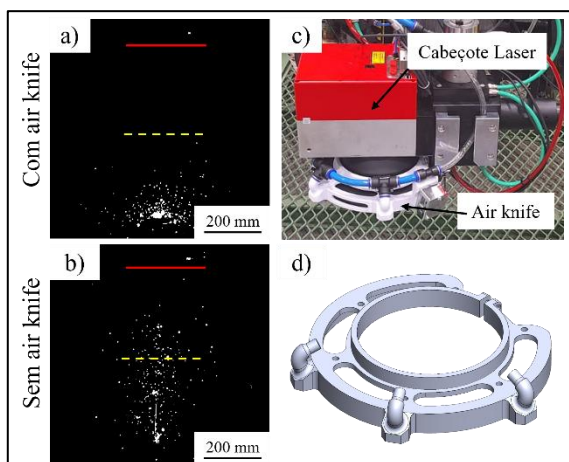 a)
Com air knife
200 mm
b)
Sem air knife
200 mm
c)
Cabeçote Laser
Air knife
d)